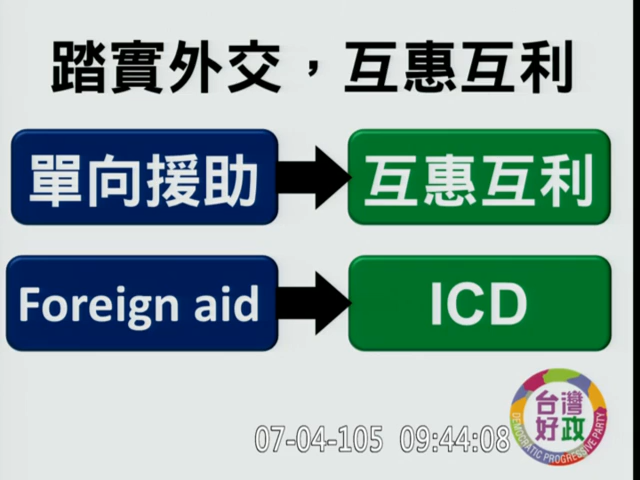 踏實外交，互惠互利
單向援助
互惠互利
Foreign aid
ICD
台灣
好政
DEMOCRATIC PROGRESSIVE PARTY
07-04-105 09:44:08